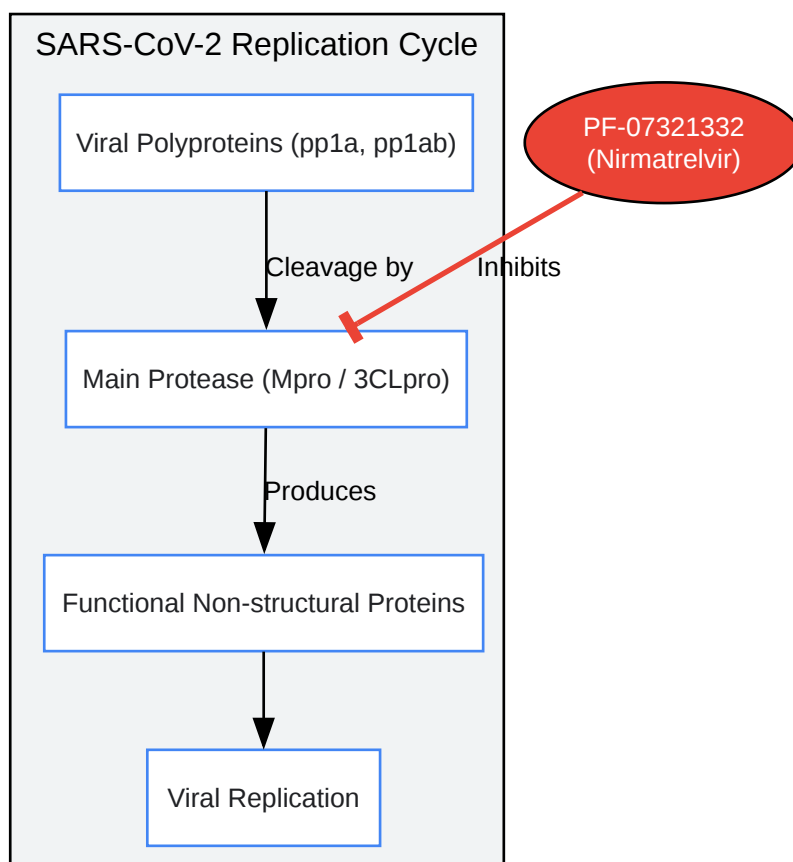 SARS-CoV-2 Replication Cycle
Viral Polyproteins (pp1a, pp1ab)
PF-07321332
(Nirmatrelvir)
Cleavage by
Inhibits
Main Protease (Mpro / 3CLpro)
Produces
Functional Non-structural Proteins
Viral Replication